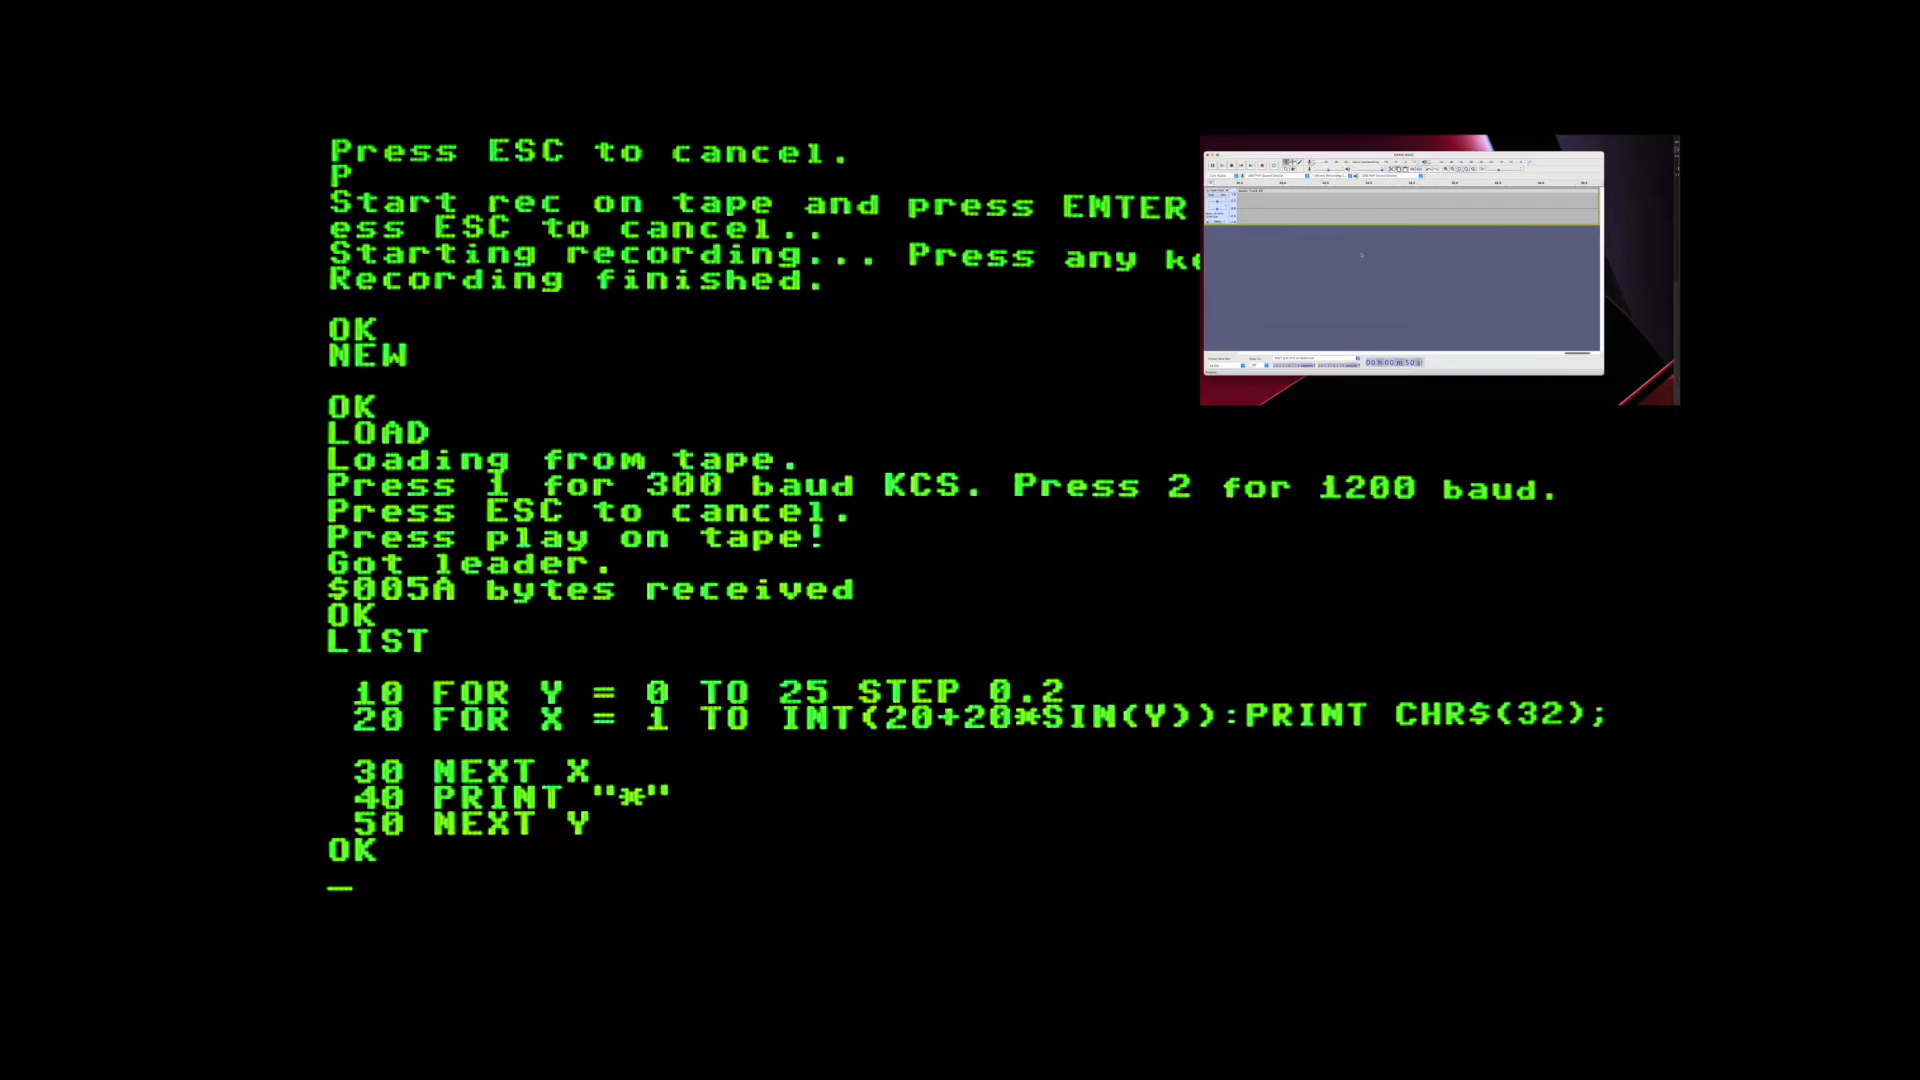 Press ESC to cancel.
P
Start rec on tape and press ENTER
ess ESC to cancel..
Starting recording... Press any
Recording finished.
OK
NEW
OK
LOAD
Loading from tape.
Press 1 for 300 baud KCS. Press 2 for 1200 baud.
Press ESC to cancel.
Press play on tape!
Got leader.
$005A bytes received
OK
LIST
10 FOR Y = 0 TO 25 STEP 0.2
20 FOR X = 1 TO INT(20+20*SIN(Y)):PRINT CHR$(32);
30 NEXT X
40 PRINT "*"
50 NEXT Y
OK
_
00 h 00 m 50 s